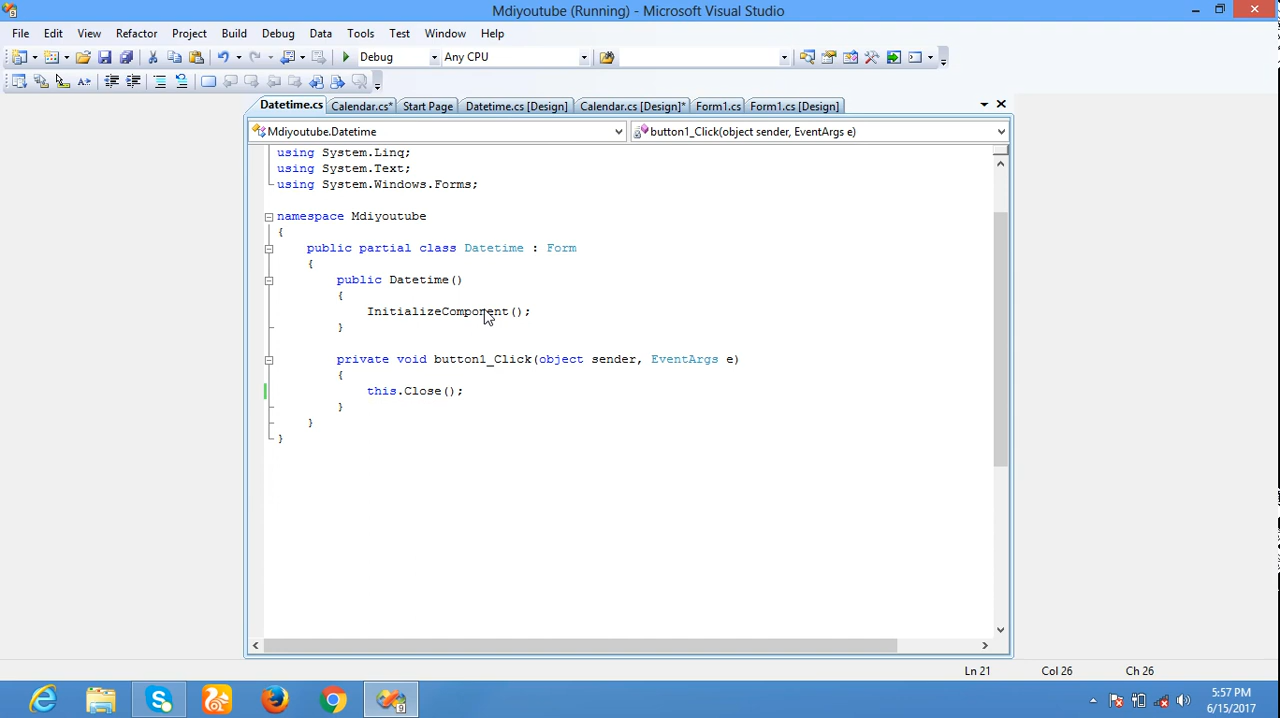 Mdiyoutube (Running) - Microsoft Visual Studio
File Edit View Refactor Project Build Debug Data Tools Test Window Help
Debug Any CPU
Datetime.cs Calendar.cs* Start Page Datetime.cs [Design] Calendar.cs [Design]* Form1.cs Form1.cs [Design]
Mdiyoutube.Datetime button1_Click(object sender, EventArgs e)
using System.Linq;
using System.Text;
using System.Windows.Forms;
namespace Mdiyoutube
{
public partial class Datetime : Form
{
public Datetime()
{
InitializeComponent();
}
private void button1_Click(object sender, EventArgs e)
{
this.Close();
}
}
}
Ln 21 Col 26 Ch 26
5:57 PM
6/15/2017